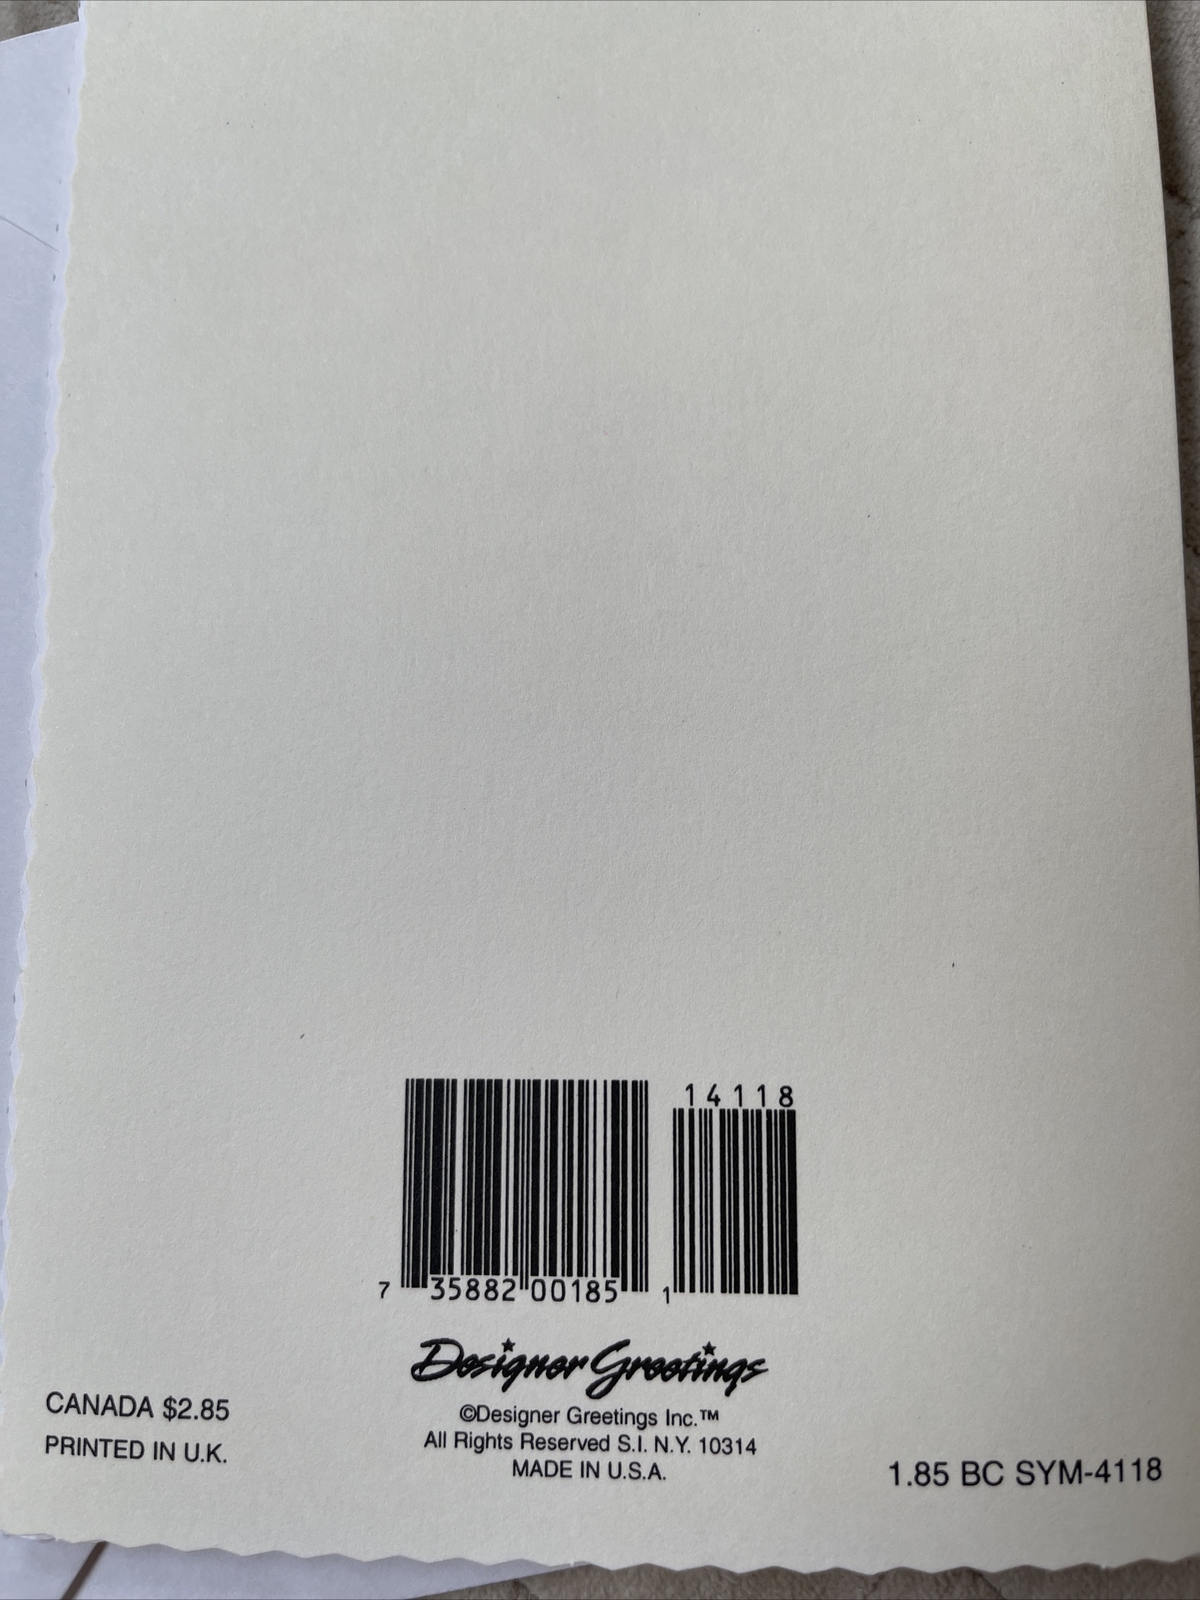 14118
7 35882 00185 1
Designer Greetings
©Designer Greetings Inc.™
All Rights Reserved S.I. N.Y. 10314
MADE IN U.S.A.
CANADA $2.85
PRINTED IN U.K.
1.85 BC SYM-4118